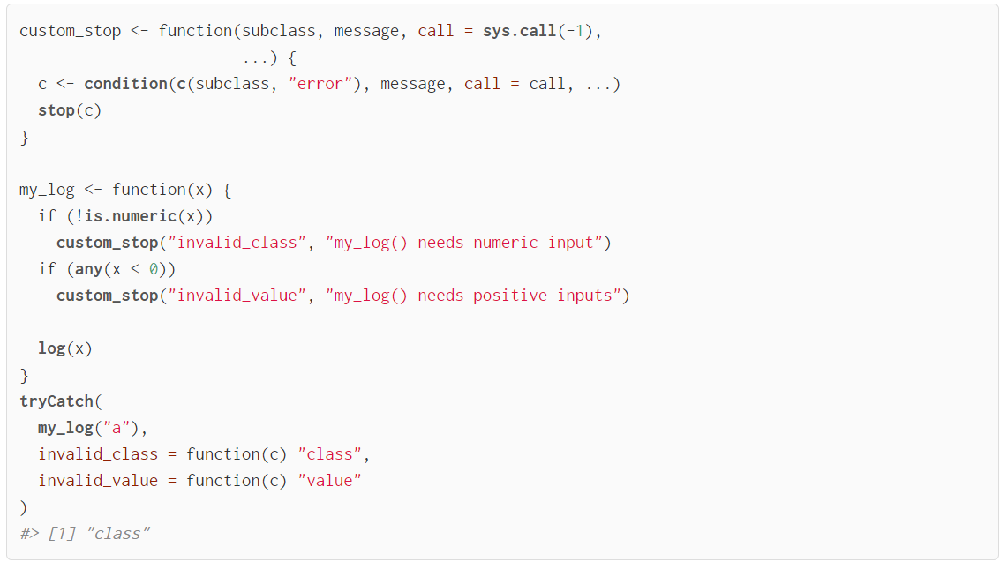 custom_stop <- function(subclass, message, call = sys.call(-1),
                        ...) {
  c <- condition(c(subclass, "error"), message, call = call, ...)
  stop(c)
}

my_log <- function(x) {
  if (!is.numeric(x))
    custom_stop("invalid_class", "my_log() needs numeric input")
  if (any(x < 0))
    custom_stop("invalid_value", "my_log() needs positive inputs")

  log(x)
}
tryCatch(
  my_log("a"),
  invalid_class = function(c) "class",
  invalid_value = function(c) "value"
)
#> [1] "class"